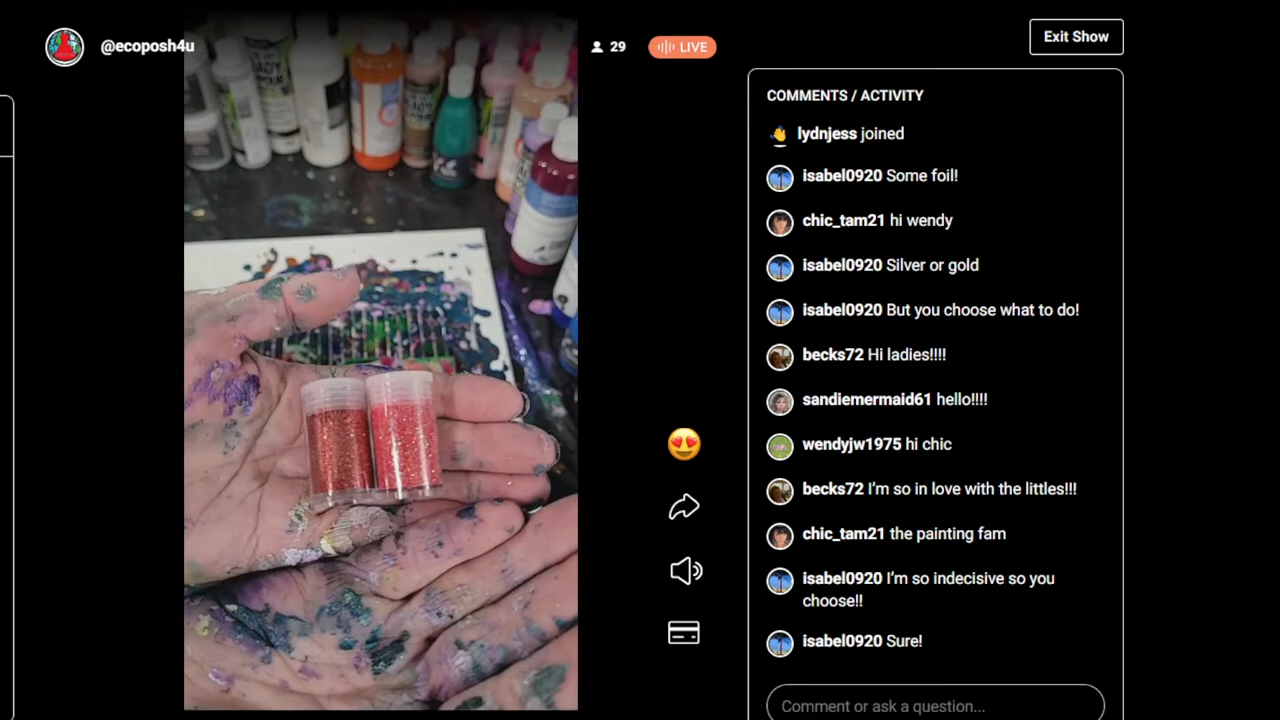 @ecoposh4u
29
LIVE
Exit Show
COMMENTS / ACTIVITY
lydnjess joined
isabel0920 Some foil!
chic_tam21 hi wendy
isabel0920 Silver or gold
isabel0920 But you choose what to do!
becks72 Hi ladies!!!!
sandiemermaid61 hello!!!!
wendyjw1975 hi chic
becks72 I'm so in love with the littles!!!
chic_tam21 the painting fam
isabel0920 I'm so indecisive so you
choose!!
isabel0920 Sure!
Comment or ask a question...